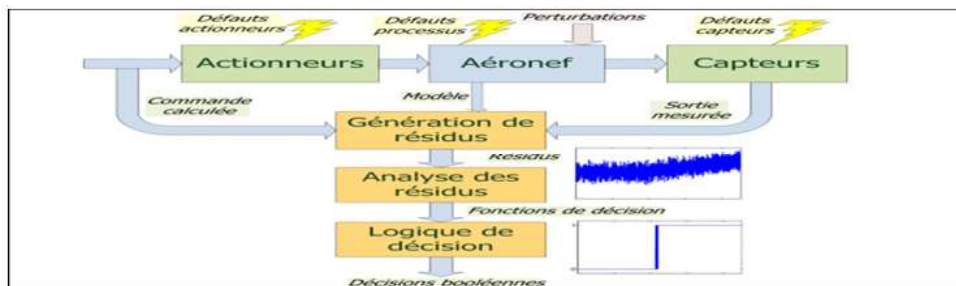 Défauts
actionneurs
Défauts
processus
Perturbations
Défauts
capteurs
Actionneurs
Aéronef
Capteurs
Commande
calculée
Modèle
Sortie
mesurée
Génération de
résidus
Résidus
Analyse des
résidus
Fonctions de décision
Logique de
décision
Décisions booléennes